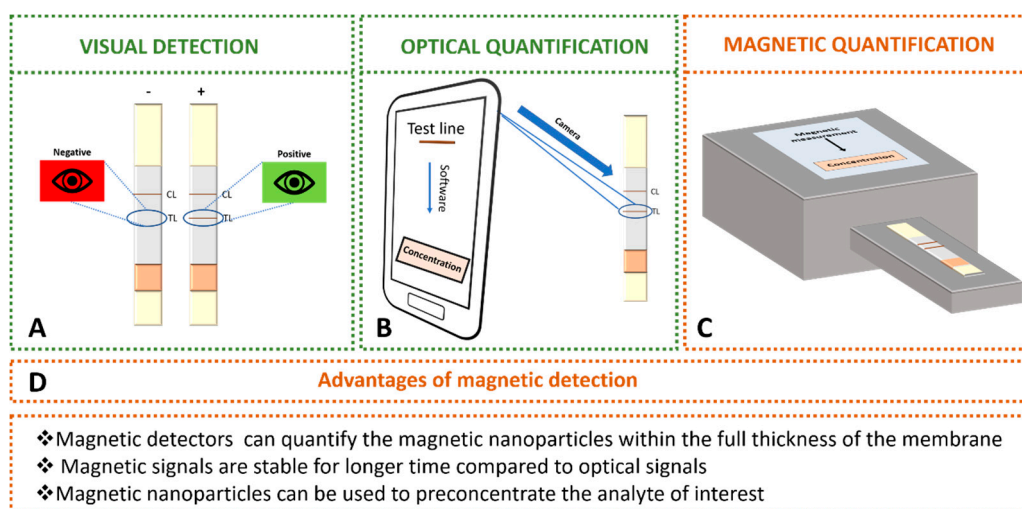 VISUAL DETECTION
- +
Negative
Positive
CL
CL
TL
A
OPTICAL QUANTIFICATION
Test line
Software
Concentration
Camera
CL
TL
B
MAGNETIC QUANTIFICATION
Magnetic
measurement
Concentration
C
D
Advantages of magnetic detection
❖Magnetic detectors can quantify the magnetic nanoparticles within the full thickness of the membrane
❖ Magnetic signals are stable for longer time compared to optical signals
❖Magnetic nanoparticles can be used to preconcentrate the analyte of interest